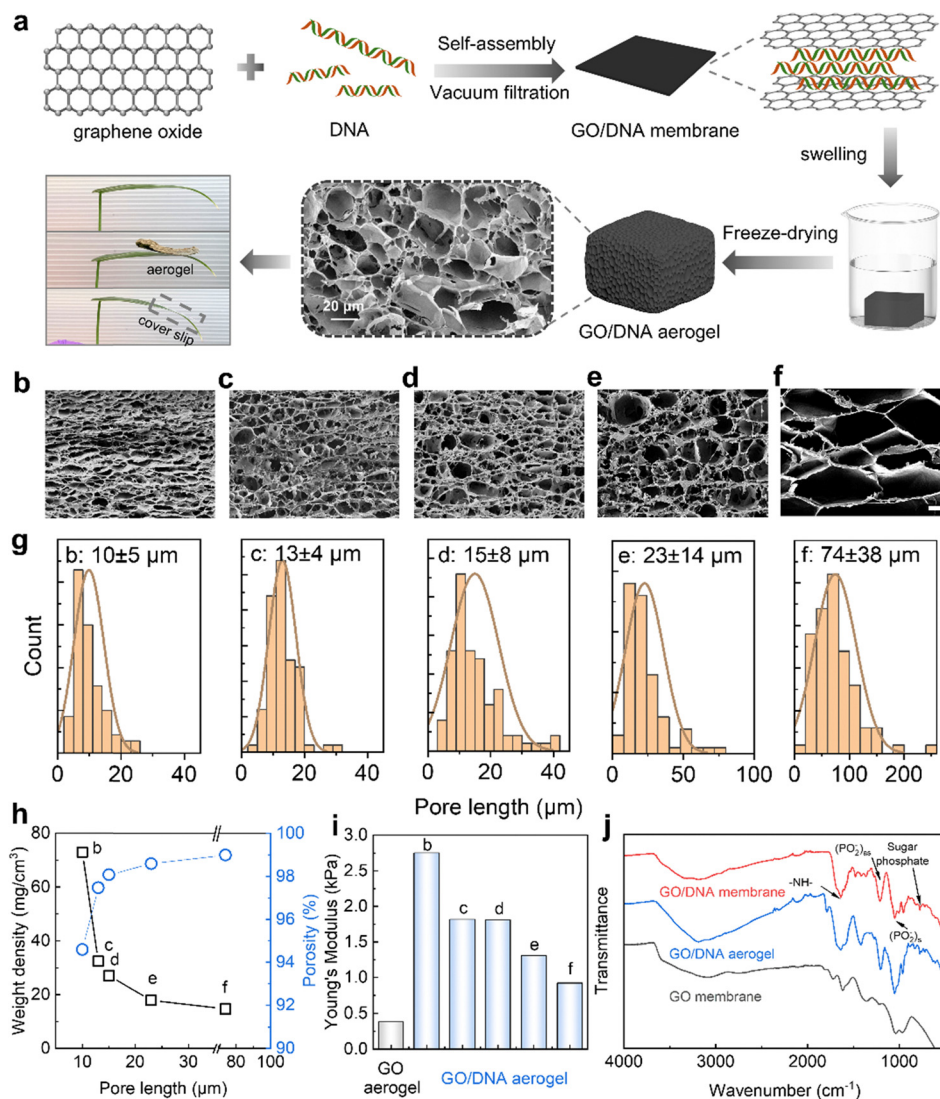 a
graphene oxide
DNA
Self-assembly
Vacuum filtration
GO/DNA membrane
swelling
Freeze-drying
GO/DNA aerogel
20 μm
aerogel
cover slip
b
c
d
e
f
g
Count
b: 10±5 μm
c: 13±4 μm
d: 15±8 μm
e: 23±14 μm
f: 74±38 μm
0 20 40
0 20 40
0 20 40
0 50 100
0 100 200
Pore length (μm)
h
Weight density (mg/cm³)
80
60
40
20
0
b
c
d
e
f
100
98
96
94
92
90
Porosity (%)
10 20 30 80 100
Pore length (μm)
i
Young's Modulus (kPa)
3.0
2.5
2.0
1.5
1.0
0.5
0.0
b
c
d
e
f
GO
aerogel
GO/DNA aerogel
j
Transmittance
GO/DNA membrane
GO/DNA aerogel
GO membrane
-NH-
(PO₂⁻)as
Sugar
phosphate
(PO₂⁻)s
4000 3000 2000 1000
Wavenumber (cm⁻¹)